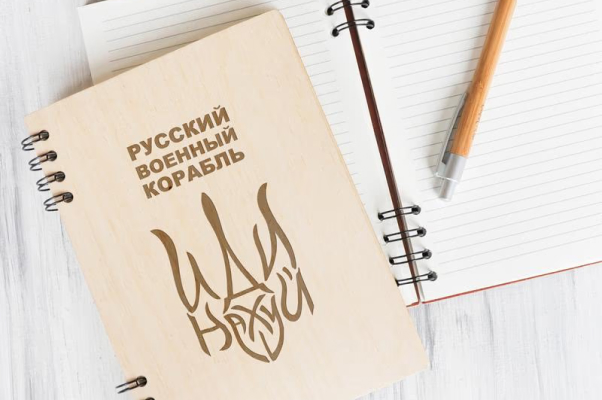 РУССКИЙ
ВОЕННЫЙ
КОРАБЛЬ
ИДИ
НАХУЙ